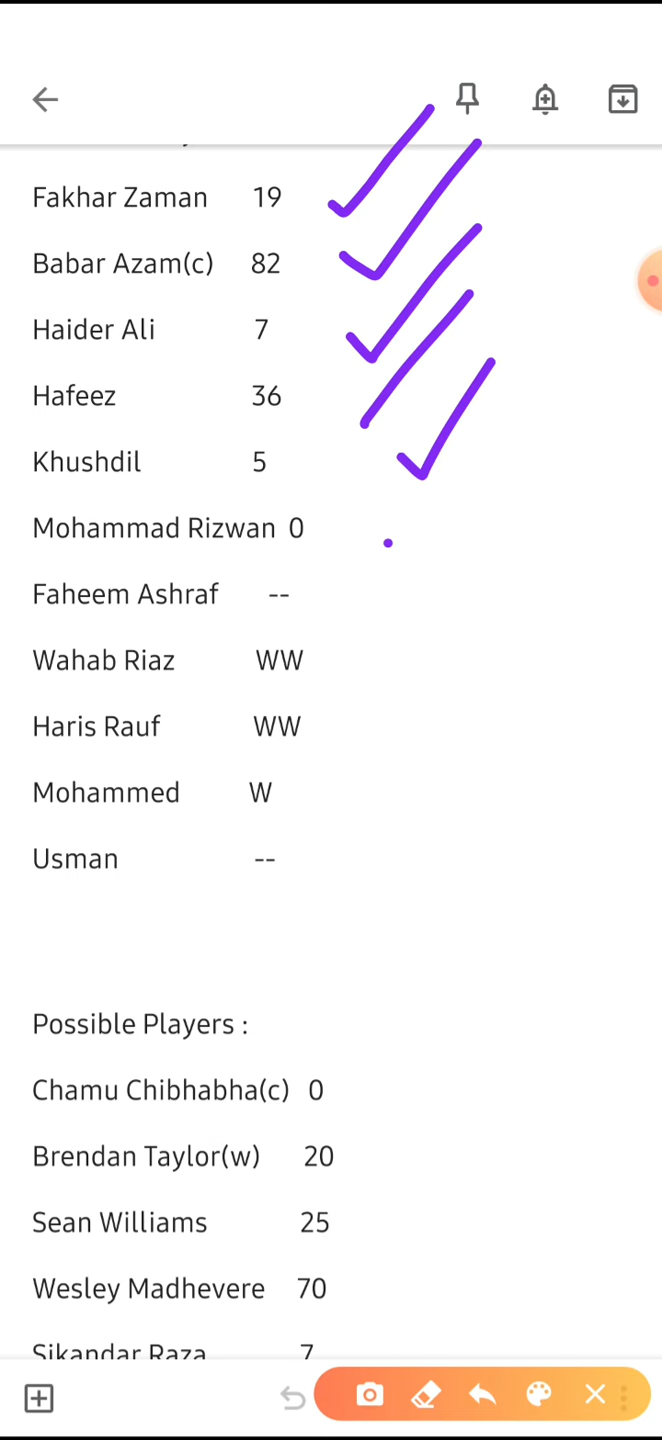 Fakhar Zaman 19
Babar Azam(c) 82
Haider Ali 7
Hafeez 36
Khushdil 5
Mohammad Rizwan 0
Faheem Ashraf --
Wahab Riaz WW
Haris Rauf WW
Mohammed W
Usman --
Possible Players :
Chamu Chibhabha(c) 0
Brendan Taylor(w) 20
Sean Williams 25
Wesley Madhevere 70
Sikandar Raza 7